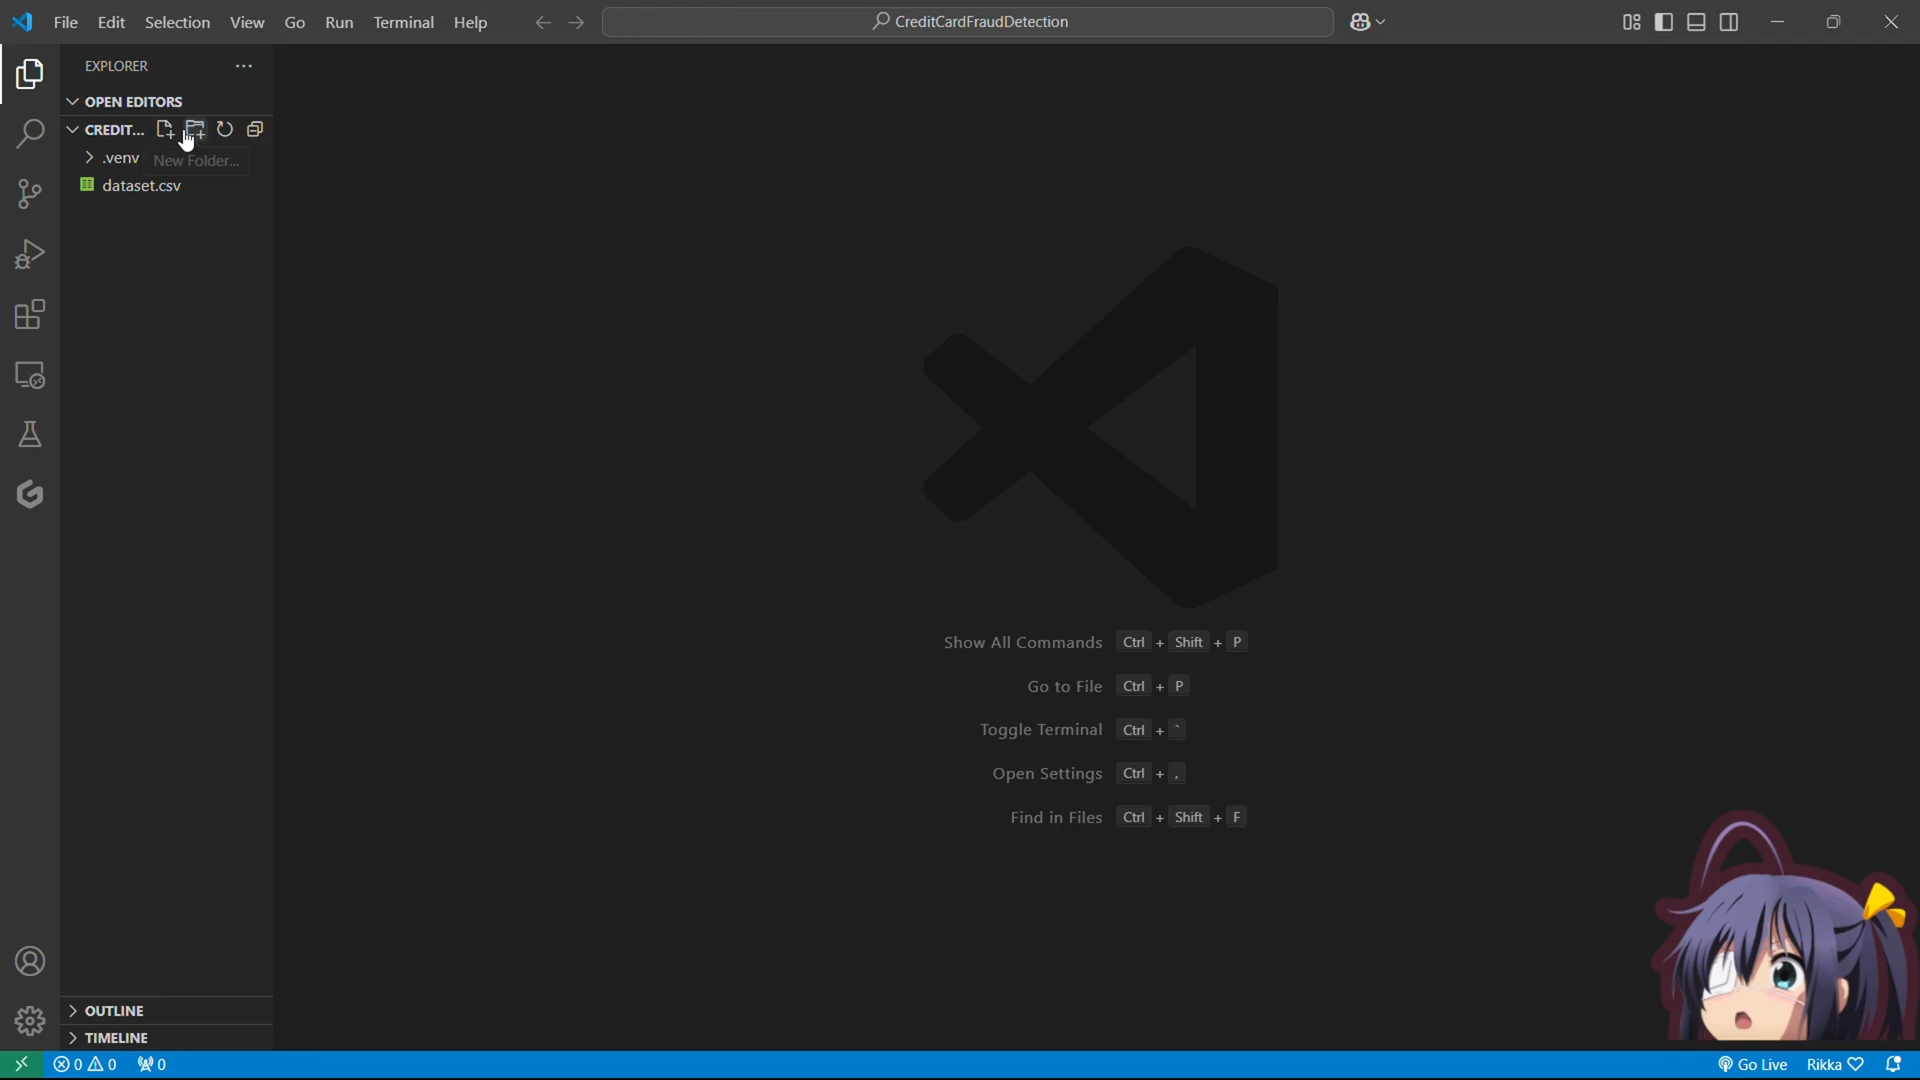 File Edit Selection View Go Run Terminal Help
CreditCardFraudDetection
EXPLORER
OPEN EDITORS
CREDIT...
.venv
New Folder...
dataset.csv
Show All Commands Ctrl + Shift + P
Go to File Ctrl + P
Toggle Terminal Ctrl + `
Open Settings Ctrl + ,
Find in Files Ctrl + Shift + F
OUTLINE
TIMELINE
0 0 0 Go Live Rikka